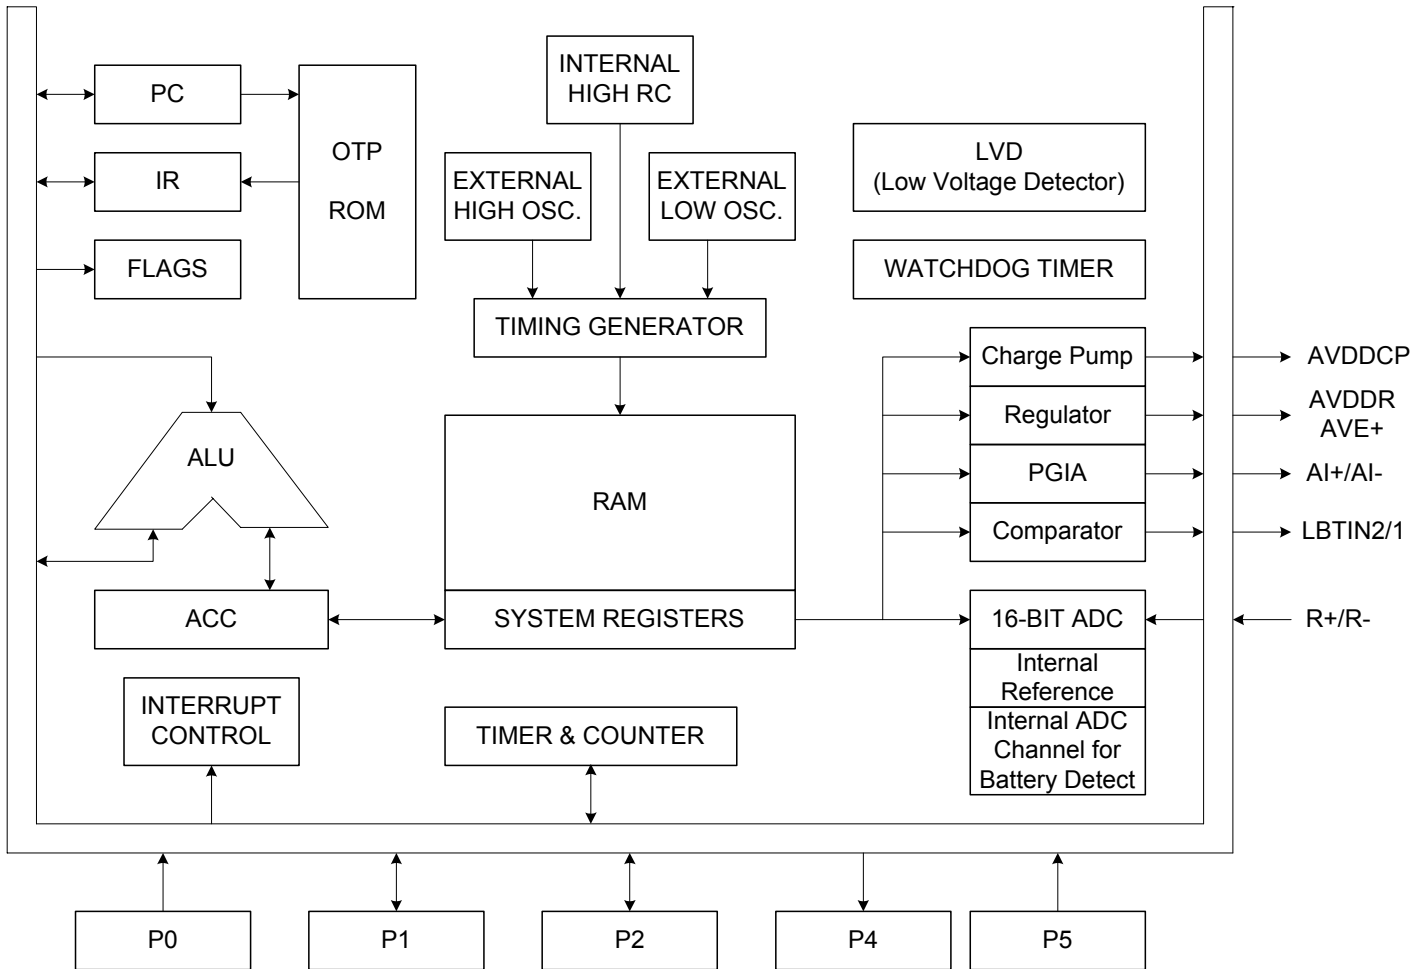 PC
IR
FLAGS
OTP
ROM
INTERNAL
HIGH RC
EXTERNAL
HIGH OSC.
EXTERNAL
LOW OSC.
TIMING GENERATOR
LVD
(Low Voltage Detector)
WATCHDOG TIMER
ALU
ACC
RAM
SYSTEM REGISTERS
Charge Pump
Regulator
PGIA
Comparator
16-BIT ADC
Internal
Reference
Internal ADC
Channel for
Battery Detect
AVDDCP
AVDDR
AVE+
AI+/AI-
LBTIN2/1
R+/R-
INTERRUPT
CONTROL
TIMER & COUNTER
P0
P1
P2
P4
P5